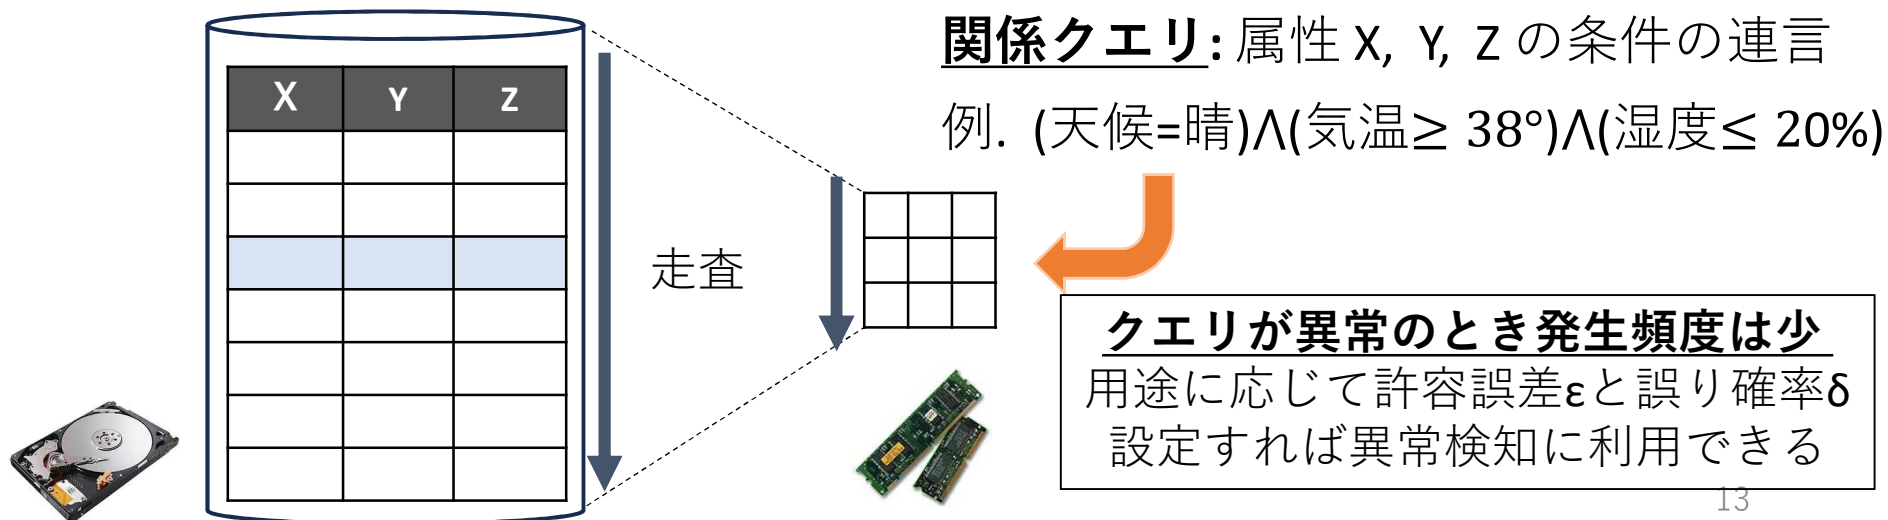 X Y Z
走査
関係クエリ: 属性 X, Y, Z の条件の連言
例. (天候=晴)∧(気温≥ 38°)∧(湿度≤ 20%)
クエリが異常のとき発生頻度は少
用途に応じて許容誤差εと誤り確率δ
設定すれば異常検知に利用できる
13